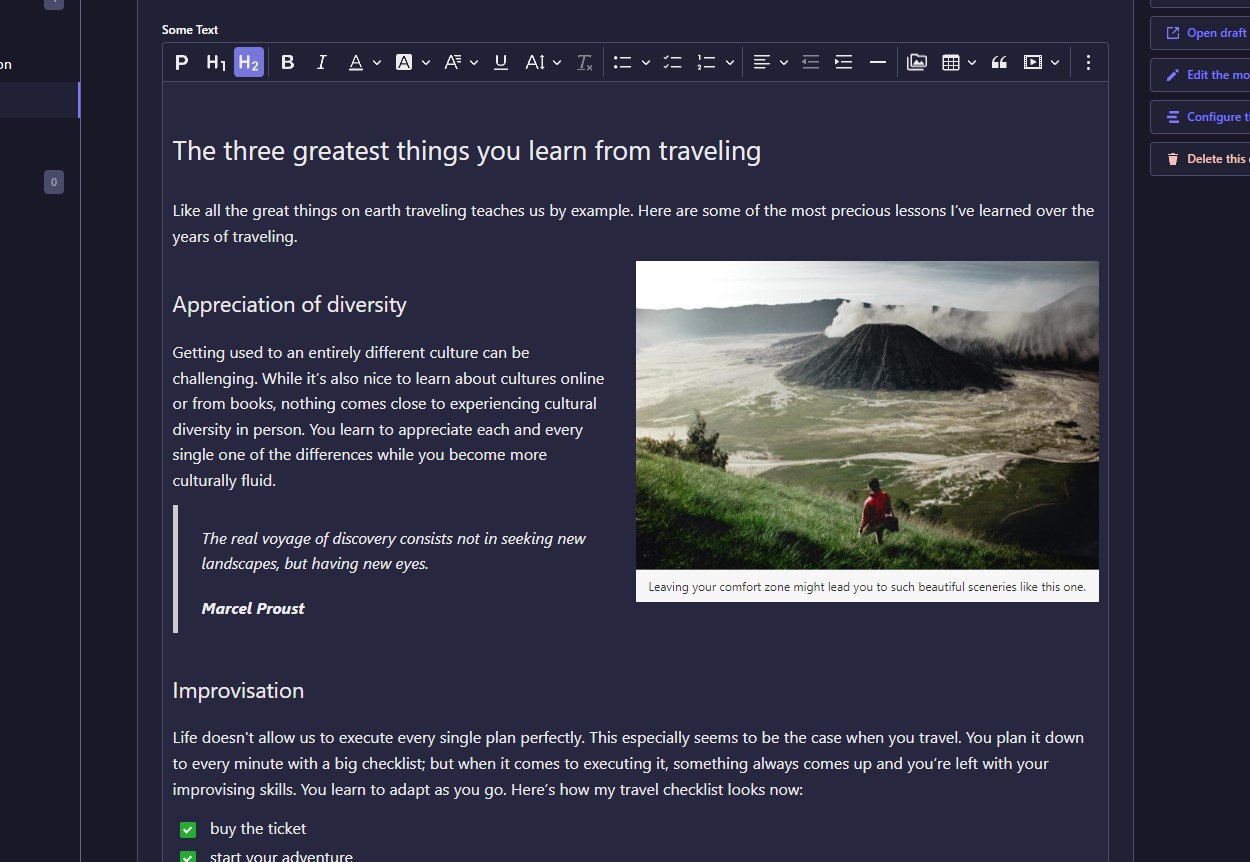 on
0
Some Text
P H1 H2 B I A A A U A T
Open draft
Edit the mo
Configure t
Delete this
The three greatest things you learn from traveling
Like all the great things on earth traveling teaches us by example. Here are some of the most precious lessons I’ve learned over the
years of traveling.
Appreciation of diversity
Getting used to an entirely different culture can be
challenging. While it’s also nice to learn about cultures online
or from books, nothing comes close to experiencing cultural
diversity in person. You learn to appreciate each and every
single one of the differences while you become more
culturally fluid.
The real voyage of discovery consists not in seeking new
landscapes, but having new eyes.
Marcel Proust
Leaving your comfort zone might lead you to such beautiful sceneries like this one.
Improvisation
Life doesn't allow us to execute every single plan perfectly. This especially seems to be the case when you travel. You plan it down
to every minute with a big checklist; but when it comes to executing it, something always comes up and you’re left with your
improvising skills. You learn to adapt as you go. Here’s how my travel checklist looks now:
buy the ticket
start your adventure